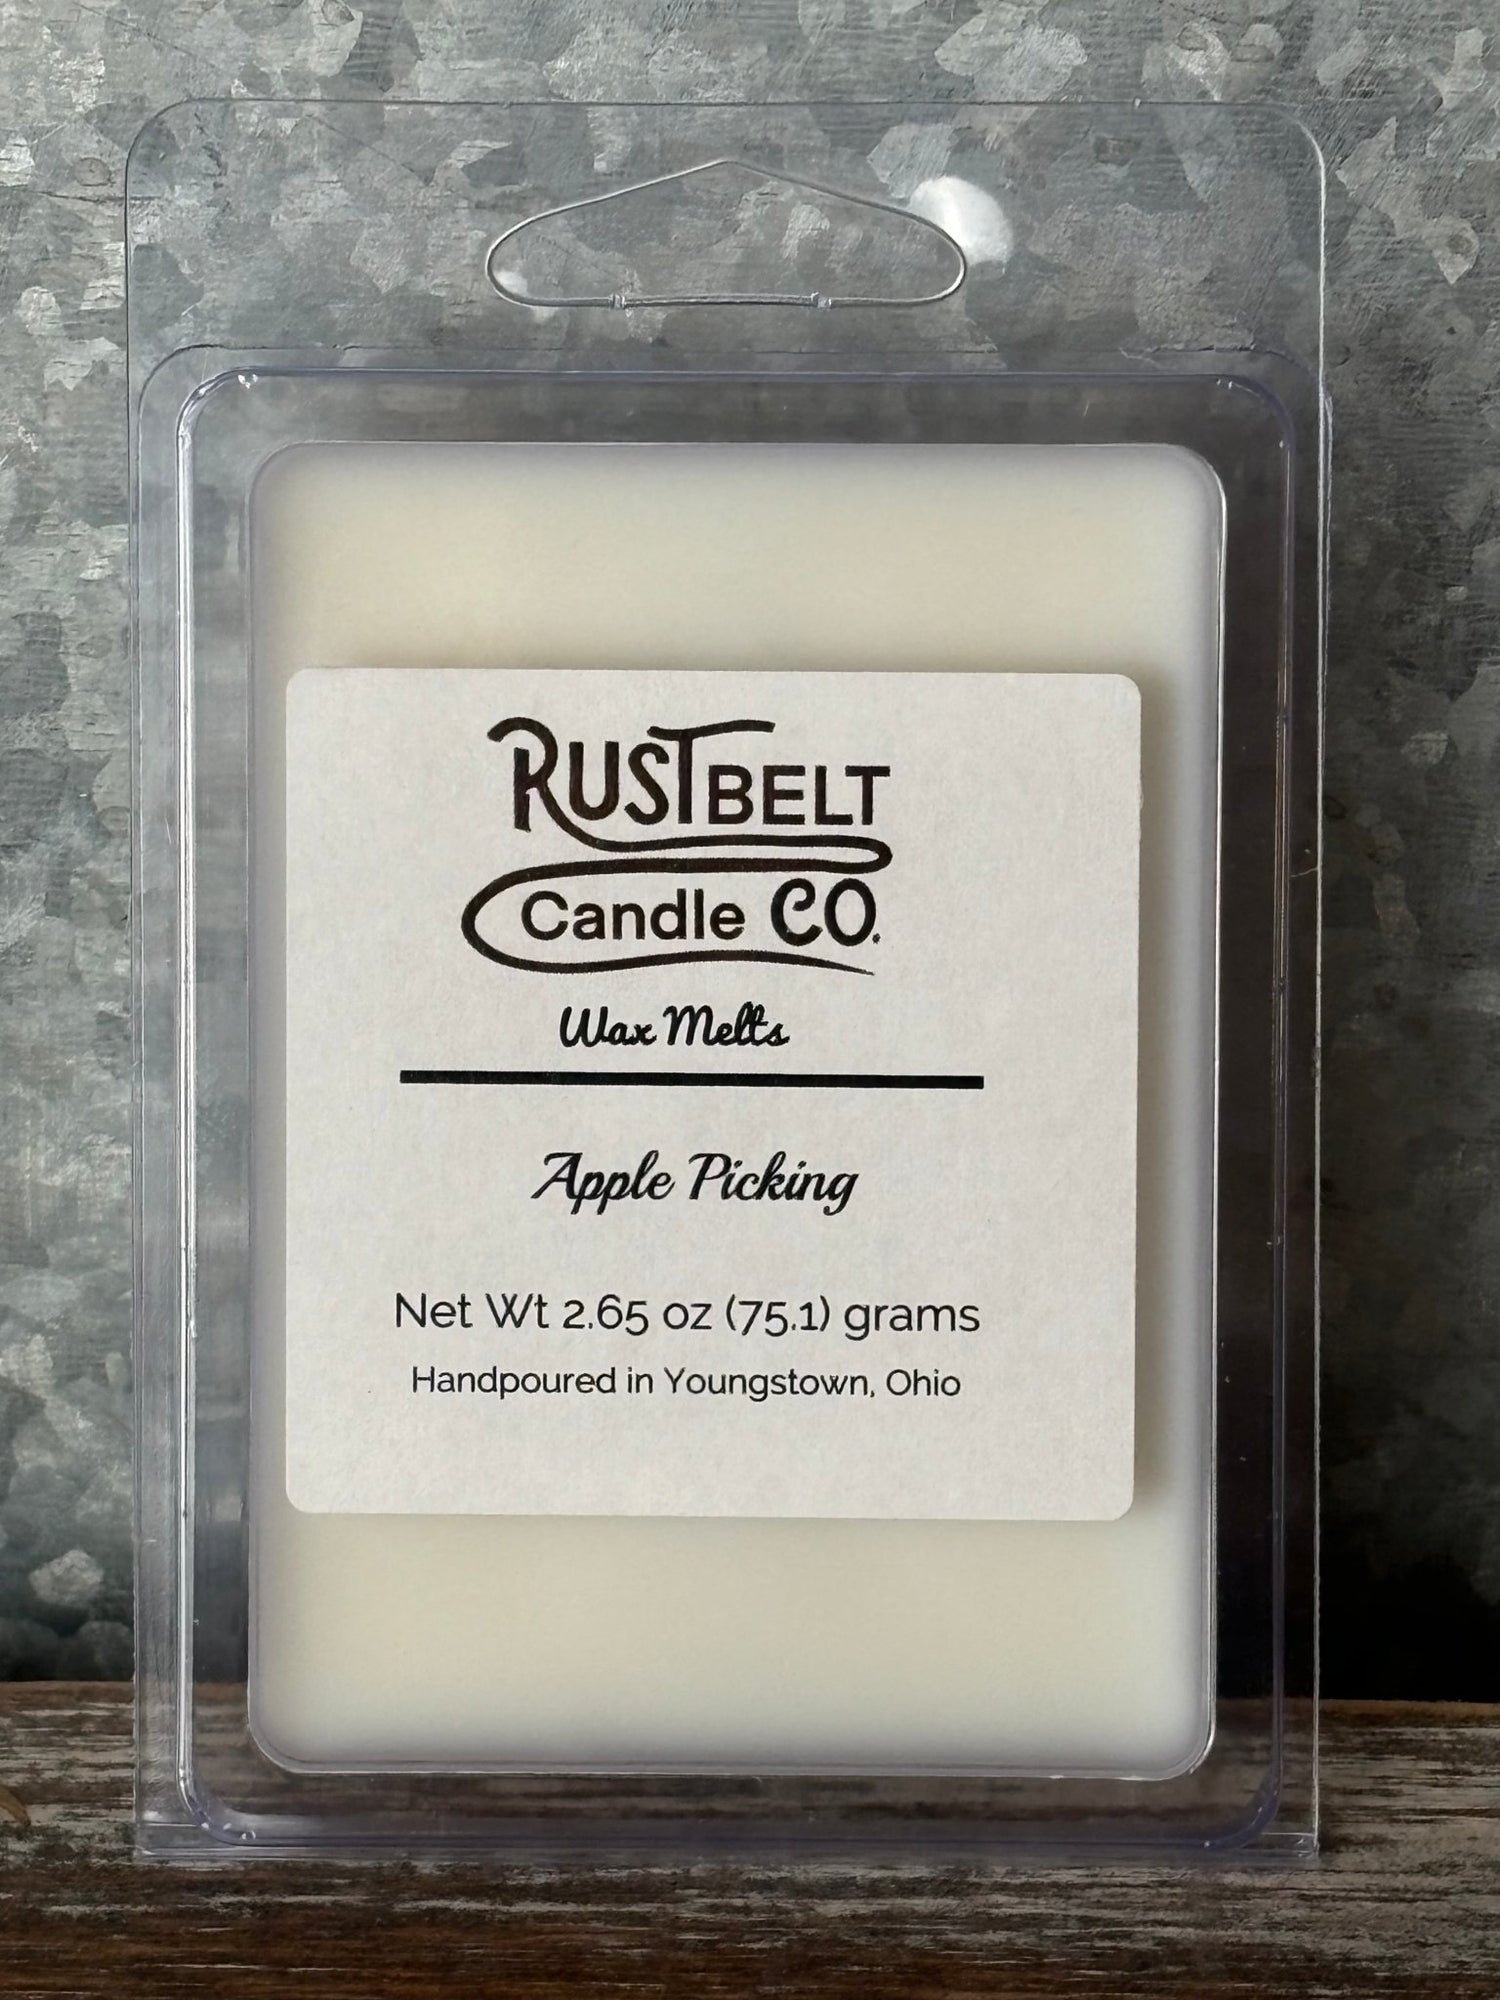 RUSTBELT
Candle CO.
Wax Melts
Apple Picking
Net Wt 2.65 oz (75.1) grams
Handpoured in Youngstown, Ohio